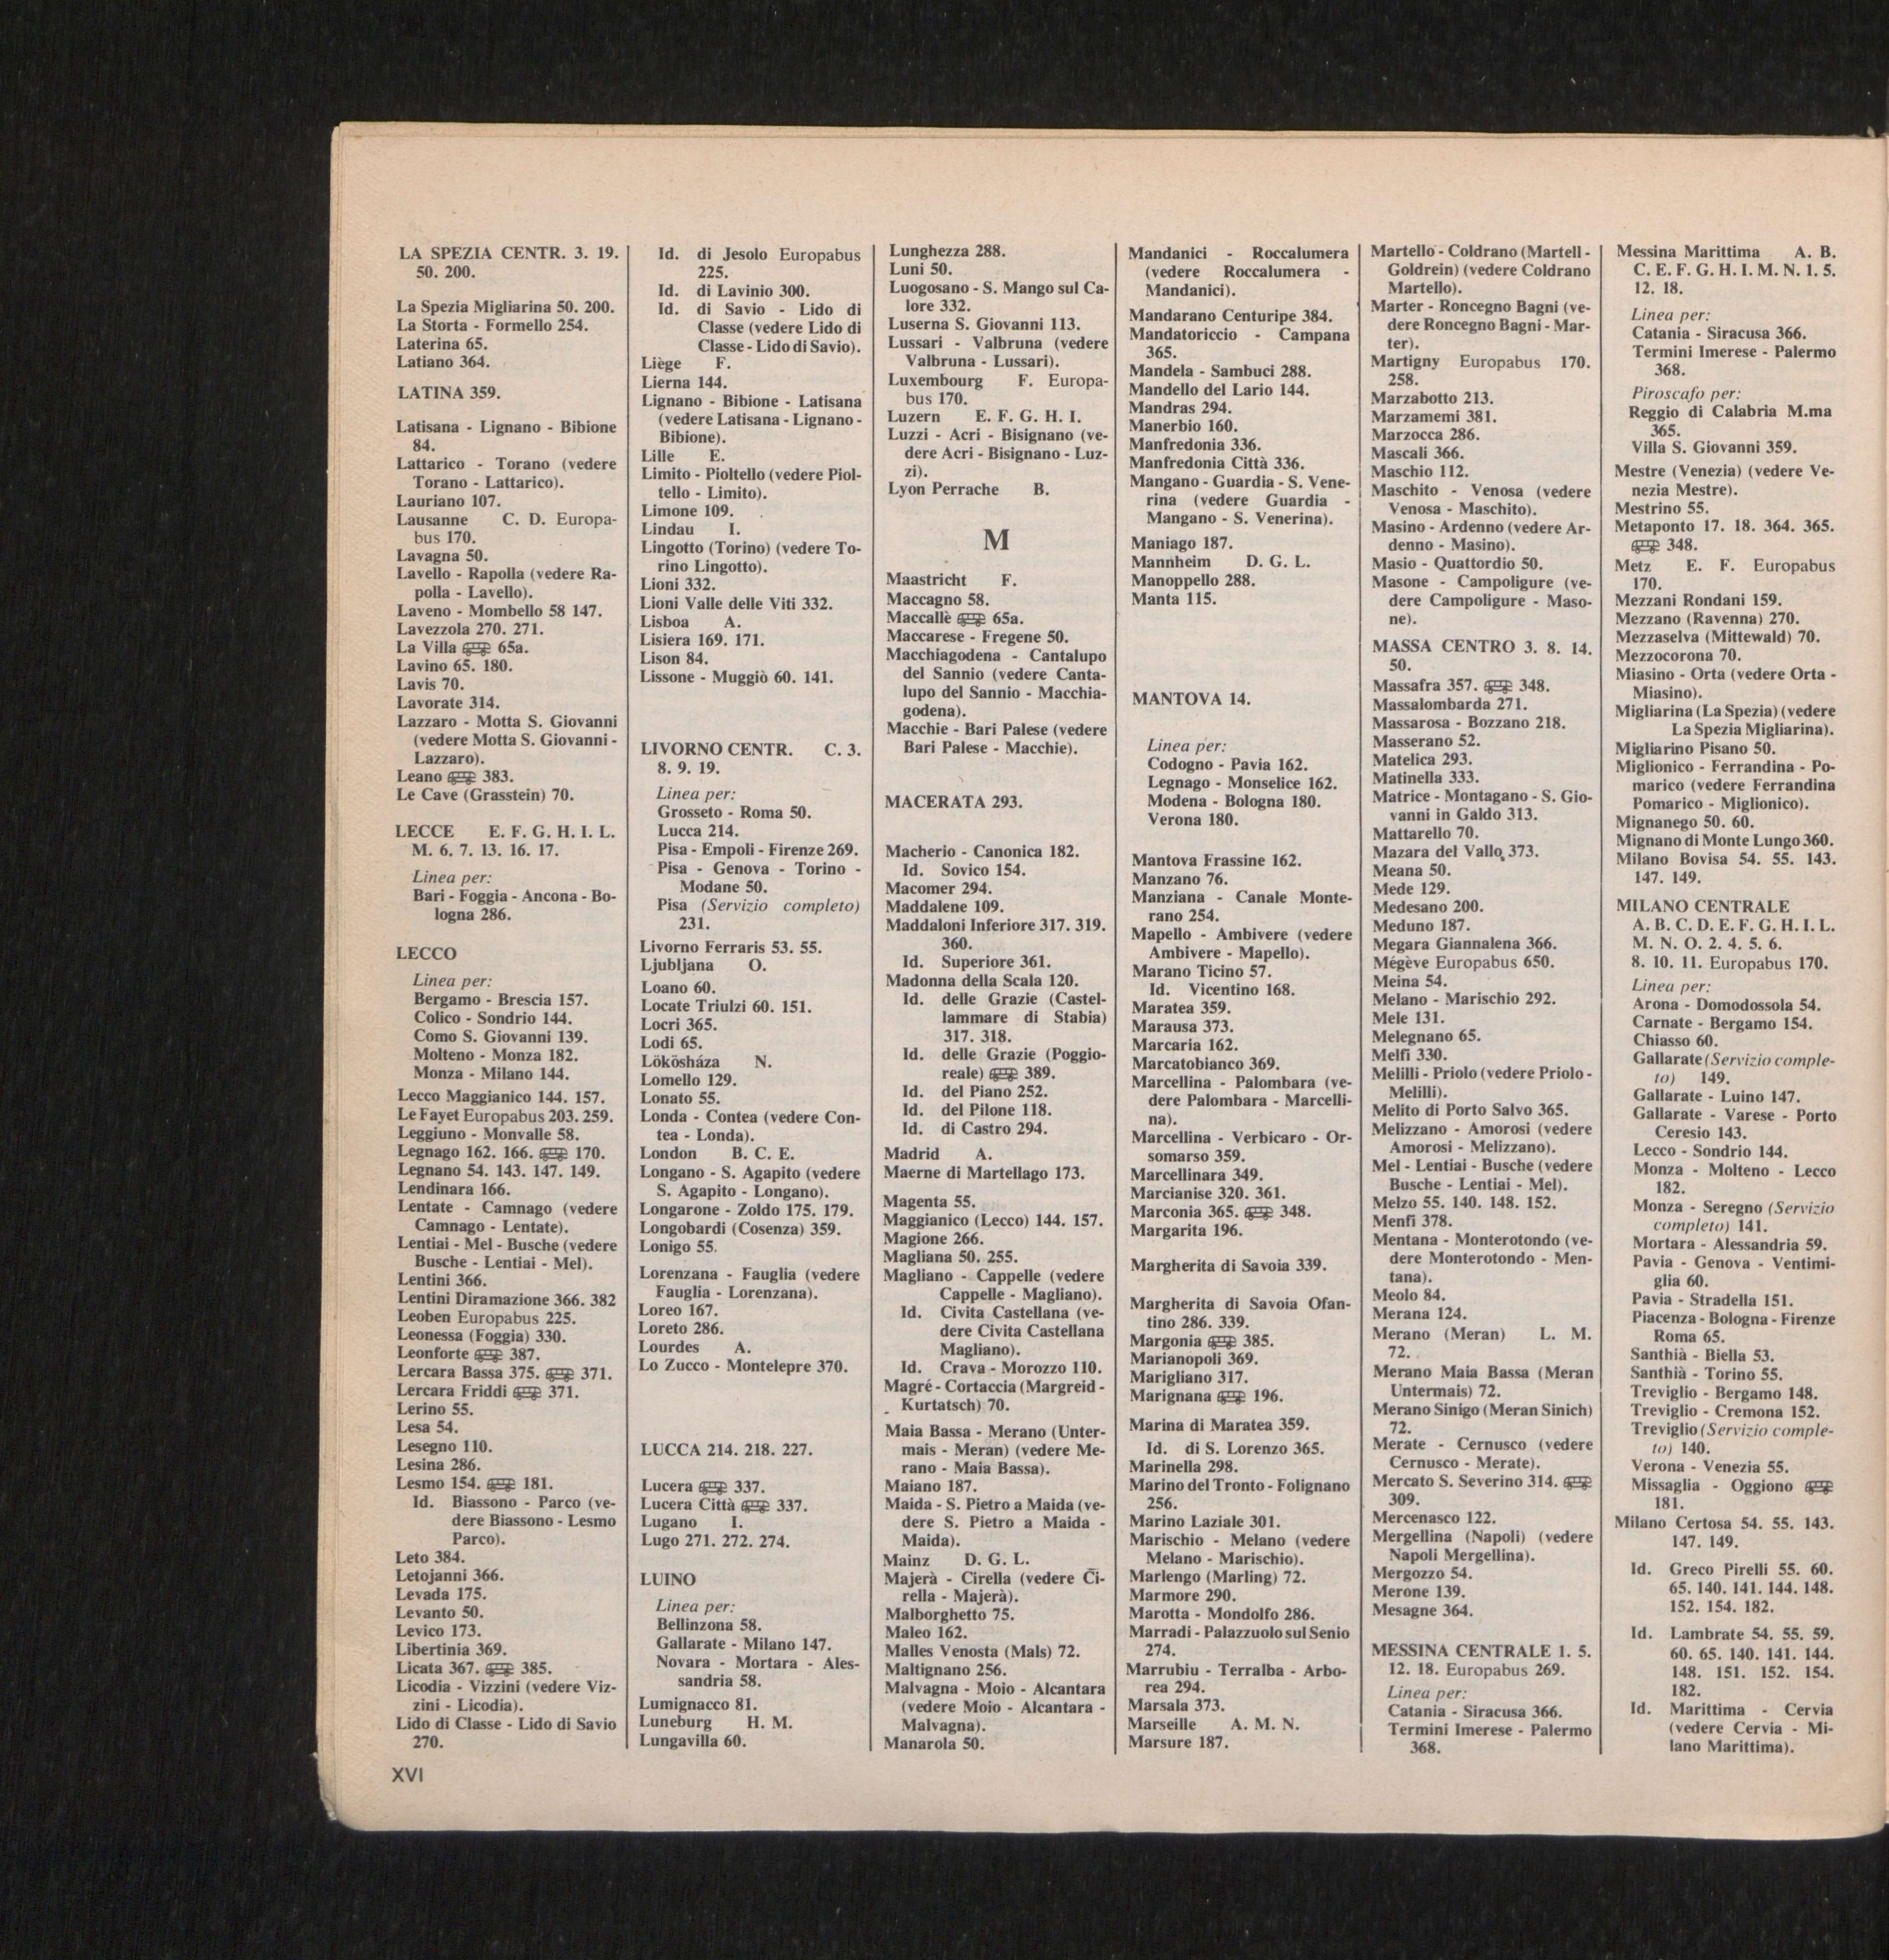 LA SPEZIA CENTR. 3. 19.
50. 200.
La Spezia Migliarina 50. 200.
La Storta - Formello 254.
Laterina 65.
Latiano 364.
LATINA 359.
Latisana - Lignano - Bibione
84.
Lattarico - Torano (vedere
Torano - Lattarico).
Lauriano 107.
Lausanne C. D. Europa-
bus 170.
Lavagna 50.
Lavello - Rapolla (vedere Ra-
polla - Lavello).
Laveno - Mombello 58 147.
Lavezzola 270. 271.
La Villa 65a.
Lavino 65. 180.
Lavis 70.
Lavorate 314.
Lazzaro - Motta S. Giovanni
(vedere Motta S. Giovanni -
Lazzaro).
Leano 383.
Le Cave (Grasstein) 70.
LECCE E. F. G. H. I. L.
M. 6. 7. 13. 16. 17.
Linea per:
Bari - Foggia - Ancona - Bo-
logna 286.
LECCO
Linea per:
Bergamo - Brescia 157.
Colico - Sondrio 144.
Como S. Giovanni 139.
Molteno - Monza 182.
Monza - Milano 144.
Lecco Maggianico 144. 157.
Le Fayet Europabus 203. 259.
Leggiuno - Monvalle 58.
Legnago 162. 166. 170.
Legnano 54. 143. 147. 149.
Lendinara 166.
Lentate - Camnago (vedere
Camnago - Lentate).
Lentiai - Mel - Busche (vedere
Busche - Lentiai - Mel).
Lentini 366.
Lentini Diramazione 366. 382
Leoben Europabus 225.
Leonessa (Foggia) 330.
Leonforte 387.
Lercara Bassa 375. 371.
Lercara Friddi 371.
Lerino 55.
Lesa 54.
Lesegno 110.
Lesina 286.
Lesmo 154. 181.
Id. Biassono - Parco (ve-
dere Biassono - Lesmo
Parco).
Leto 384.
Letojanni 366.
Levada 175.
Levanto 50.
Levico 173.
Libertinia 369.
Licata 367. 385.
Licodia - Vizzini (vedere Viz-
zini - Licodia).
Lido di Classe - Lido di Savio
270.
Id. di Jesolo Europabus
225.
Id. di Lavinio 300.
Id. di Savio - Lido di
Classe (vedere Lido di
Classe - Lido di Savio).
Liège F.
Lierna 144.
Lignano - Bibione - Latisana
(vedere Latisana - Lignano -
Bibione).
Lille E.
Limito - Pioltello (vedere Piol-
tello - Limito).
Limone 109.
Lindau I.
Lingotto (Torino) (vedere To-
rino Lingotto).
Lioni 332.
Lioni Valle delle Viti 332.
Lisboa A.
Lisiera 169. 171.
Lison 84.
Lissone - Muggiò 60. 141.
LIVORNO CENTR. C. 3.
8. 9. 19.
Linea per:
Grosseto - Roma 50.
Lucca 214.
Pisa - Empoli - Firenze 269.
Pisa - Genova - Torino -
Modane 50.
Pisa (Servizio completo)
231.
Livorno Ferraris 53. 55.
Ljubljana O.
Loano 60.
Locate Triulzi 60. 151.
Locri 365.
Lodi 65.
Lökösháza N.
Lomello 129.
Lonato 55.
Londa - Contea (vedere Con-
tea - Londa).
London B. C. E.
Longano - S. Agapito (vedere
S. Agapito - Longano).
Longarone - Zoldo 175. 179.
Longobardi (Cosenza) 359.
Lonigo 55.
Lorenzana - Fauglia (vedere
Fauglia - Lorenzana).
Loreo 167.
Loreto 286.
Lourdes A.
Lo Zucco - Montelepre 370.
LUCCA 214. 218. 227.
Lucera 337.
Lucera Città 337.
Lugano I.
Lugo 271. 272. 274.
LUINO
Linea per:
Bellinzona 58.
Gallarate - Milano 147.
Novara - Mortara - Ales-
sandria 58.
Lumignacco 81.
Luneburg H. M.
Lungavilla 60.
Lunghezza 288.
Luni 50.
Luogosano - S. Mango sul Ca-
lore 332.
Luserna S. Giovanni 113.
Lussari - Valbruna (vedere
Valbruna - Lussari).
Luxembourg F. Europa-
bus 170.
Luzern E. F. G. H. I.
Luzzi - Acri - Bisignano (ve-
dere Acri - Bisignano - Luz-
zi).
Lyon Perrache B.
M
Maastricht F.
Maccagno 58.
Maccallè 65a.
Maccarese - Fregene 50.
Macchiagodena - Cantalupo
del Sannio (vedere Canta-
lupo del Sannio - Macchia-
godena).
Macchie - Bari Palese (vedere
Bari Palese - Macchie).
MACERATA 293.
Macherio - Canonica 182.
Id. Sovico 154.
Macomer 294.
Maddalene 109.
Maddaloni Inferiore 317. 319.
360.
Id. Superiore 361.
Madonna della Scala 120.
Id. delle Grazie (Castel-
lammare di Stabia)
317. 318.
Id. delle Grazie (Poggio-
reale) 389.
Id. del Piano 252.
Id. del Pilone 118.
Id. di Castro 294.
Madrid A.
Maerne di Martellago 173.
Magenta 55.
Maggianico (Lecco) 144. 157.
Magione 266.
Magliana 50. 255.
Magliano - Cappelle (vedere
Cappelle - Magliano).
Id. Civita Castellana (ve-
dere Civita Castellana
Magliano).
Id. Crava - Morozzo 110.
Magré - Cortaccia (Margreid -
Kurtatsch) 70.
Maia Bassa - Merano (Unter-
mais - Meran) (vedere Me-
rano - Maia Bassa).
Maiano 187.
Maida - S. Pietro a Maida (ve-
dere S. Pietro a Maida -
Maida).
Mainz D. G. L.
Majerà - Cirella (vedere Ci-
rella - Majerà).
Malborghetto 75.
Maleo 162.
Malles Venosta (Mals) 72.
Maltignano 256.
Malvagna - Moio - Alcantara
(vedere Moio - Alcantara -
Malvagna).
Manarola 50.
Mandanici - Roccalumera
(vedere Roccalumera -
Mandanici).
Mandarano Centuripe 384.
Mandatoriccio - Campana
365.
Mandela - Sambuci 288.
Mandello del Lario 144.
Mandras 294.
Manerbio 160.
Manfredonia 336.
Manfredonia Città 336.
Mangano - Guardia - S. Vene-
rina (vedere Guardia -
Mangano - S. Venerina).
Maniago 187.
Mannheim D. G. L.
Manoppello 288.
Manta 115.
MANTOVA 14.
Linea per:
Codogno - Pavia 162.
Legnago - Monselice 162.
Modena - Bologna 180.
Verona 180.
Mantova Frassine 162.
Manzano 76.
Manziana - Canale Monte-
rano 254.
Mapello - Ambivere (vedere
Ambivere - Mapello).
Marano Ticino 57.
Id. Vicentino 168.
Maratea 359.
Marausa 373.
Marcaria 162.
Marcatobianco 369.
Marcellina - Palombara (ve-
dere Palombara - Marcelli-
na).
Marcellina - Verbicaro - Or-
somarso 359.
Marcellinara 349.
Marcianise 320. 361.
Marconia 365. 348.
Margarita 196.
Margherita di Savoia 339.
Margherita di Savoia Ofan-
tino 286. 339.
Margonia 385.
Marianopoli 369.
Marigliano 317.
Marignana 196.
Marina di Maratea 359.
Id. di S. Lorenzo 365.
Marinella 298.
Marino del Tronto - Folignano
256.
Marino Laziale 301.
Marischio - Melano (vedere
Melano - Marischio).
Marlengo (Marling) 72.
Marmore 290.
Marotta - Mondolfo 286.
Marradi - Palazzuolo sul Senio
274.
Marrubiu - Terralba - Arbo-
rea 294.
Marsala 373.
Marseille A. M. N.
Marsure 187.
Martello - Coldrano (Martell -
Goldrein) (vedere Coldrano
Martello).
Marter - Roncegno Bagni (ve-
dere Roncegno Bagni - Mar-
ter).
Martigny Europabus 170.
258.
Marzabotto 213.
Marzamemi 381.
Marzocca 286.
Mascali 366.
Maschio 112.
Maschito - Venosa (vedere
Venosa - Maschito).
Masino - Ardenno (vedere Ar-
denno - Masino).
Masio - Quattordio 50.
Masone - Campoligure (ve-
dere Campoligure - Maso-
ne).
MASSA CENTRO 3. 8. 14.
50.
Massafra 357. 348.
Massalombarda 271.
Massarosa - Bozzano 218.
Masserano 52.
Matelica 293.
Matinella 333.
Matrice - Montagano - S. Gio-
vanni in Galdo 313.
Mattarello 70.
Mazara del Vallo 373.
Meana 50.
Mede 129.
Medesano 200.
Meduno 187.
Megara Giannalena 366.
Mégève Europabus 650.
Meina 54.
Melano - Marischio 292.
Mele 131.
Melegnano 65.
Melfi 330.
Melilli - Priolo (vedere Priolo -
Melilli).
Melito di Porto Salvo 365.
Melizzano - Amorosi (vedere
Amorosi - Melizzano).
Mel - Lentiai - Busche (vedere
Busche - Lentiai - Mel).
Melzo 55. 140. 148. 152.
Menfi 378.
Mentana - Monterotondo (ve-
dere Monterotondo - Men-
tana).
Meolo 84.
Merana 124.
Merano (Meran) L. M.
72.
Merano Maia Bassa (Meran
Untermais) 72.
Merano Sinigo (Meran Sinich)
72.
Merate - Cernusco (vedere
Cernusco - Merate).
Mercato S. Severino 314.
309.
Mercenasco 122.
Mergellina (Napoli) (vedere
Napoli Mergellina).
Mergozzo 54.
Merone 139.
Mesagne 364.
MESSINA CENTRALE 1. 5.
12. 18. Europabus 269.
Linea per:
Catania - Siracusa 366.
Termini Imerese - Palermo
368.
Messina Marittima A. B.
C. E. F. G. H. I. M. N. 1. 5.
12. 18.
Linea per:
Catania - Siracusa 366.
Termini Imerese - Palermo
368.
Piroscafo per:
Reggio di Calabria M.ma
365.
Villa S. Giovanni 359.
Mestre (Venezia) (vedere Ve-
nezia Mestre).
Mestrino 55.
Metaponto 17. 18. 364. 365.
348.
Metz E. F. Europabus
170.
Mezzani Rondani 159.
Mezzano (Ravenna) 270.
Mezzaselva (Mittewald) 70.
Mezzocorona 70.
Miasino - Orta (vedere Orta -
Miasino).
Migliarina (La Spezia) (vedere
La Spezia Migliarina).
Migliarino Pisano 50.
Miglionico - Ferrandina - Po-
marico (vedere Ferrandina
Pomarico - Miglionico).
Mignanego 50. 60.
Mignano di Monte Lungo 360.
Milano Bovisa 54. 55. 143.
147. 149.
MILANO CENTRALE
A. B. C. D. E. F. G. H. I. L.
M. N. O. 2. 4. 5. 6.
8. 10. 11. Europabus 170.
Linea per:
Arona - Domodossola 54.
Carnate - Bergamo 154.
Chiasso 60.
Gallarate (Servizio comple-
to) 149.
Gallarate - Luino 147.
Gallarate - Varese - Porto
Ceresio 143.
Lecco - Sondrio 144.
Monza - Molteno - Lecco
182.
Monza - Seregno (Servizio
completo) 141.
Mortara - Alessandria 59.
Pavia - Genova - Ventimi-
glia 60.
Pavia - Stradella 151.
Piacenza - Bologna - Firenze
Roma 65.
Santhià - Biella 53.
Santhià - Torino 55.
Treviglio - Bergamo 148.
Treviglio - Cremona 152.
Treviglio (Servizio comple-
to) 140.
Verona - Venezia 55.
Missaglia - Oggiono
181.
Milano Certosa 54. 55. 143.
147. 149.
Id. Greco Pirelli 55. 60.
65. 140. 141. 144. 148.
152. 154. 182.
Id. Lambrate 54. 55. 59.
60. 65. 140. 141. 144.
148. 151. 152. 154.
182.
Id. Marittima - Cervia
(vedere Cervia - Mi-
lano Marittima).
XVI